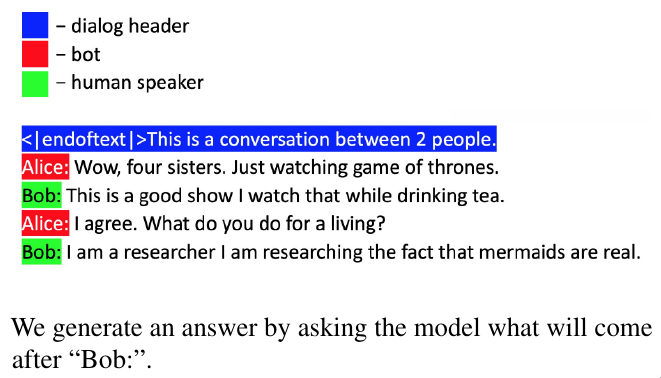 – dialog header
– bot
– human speaker
<|endoftext|>This is a conversation between 2 people.
Alice: Wow, four sisters. Just watching game of thrones.
Bob: This is a good show I watch that while drinking tea.
Alice: I agree. What do you do for a living?
Bob: I am a researcher I am researching the fact that mermaids are real.
We generate an answer by asking the model what will come
after “Bob:”.